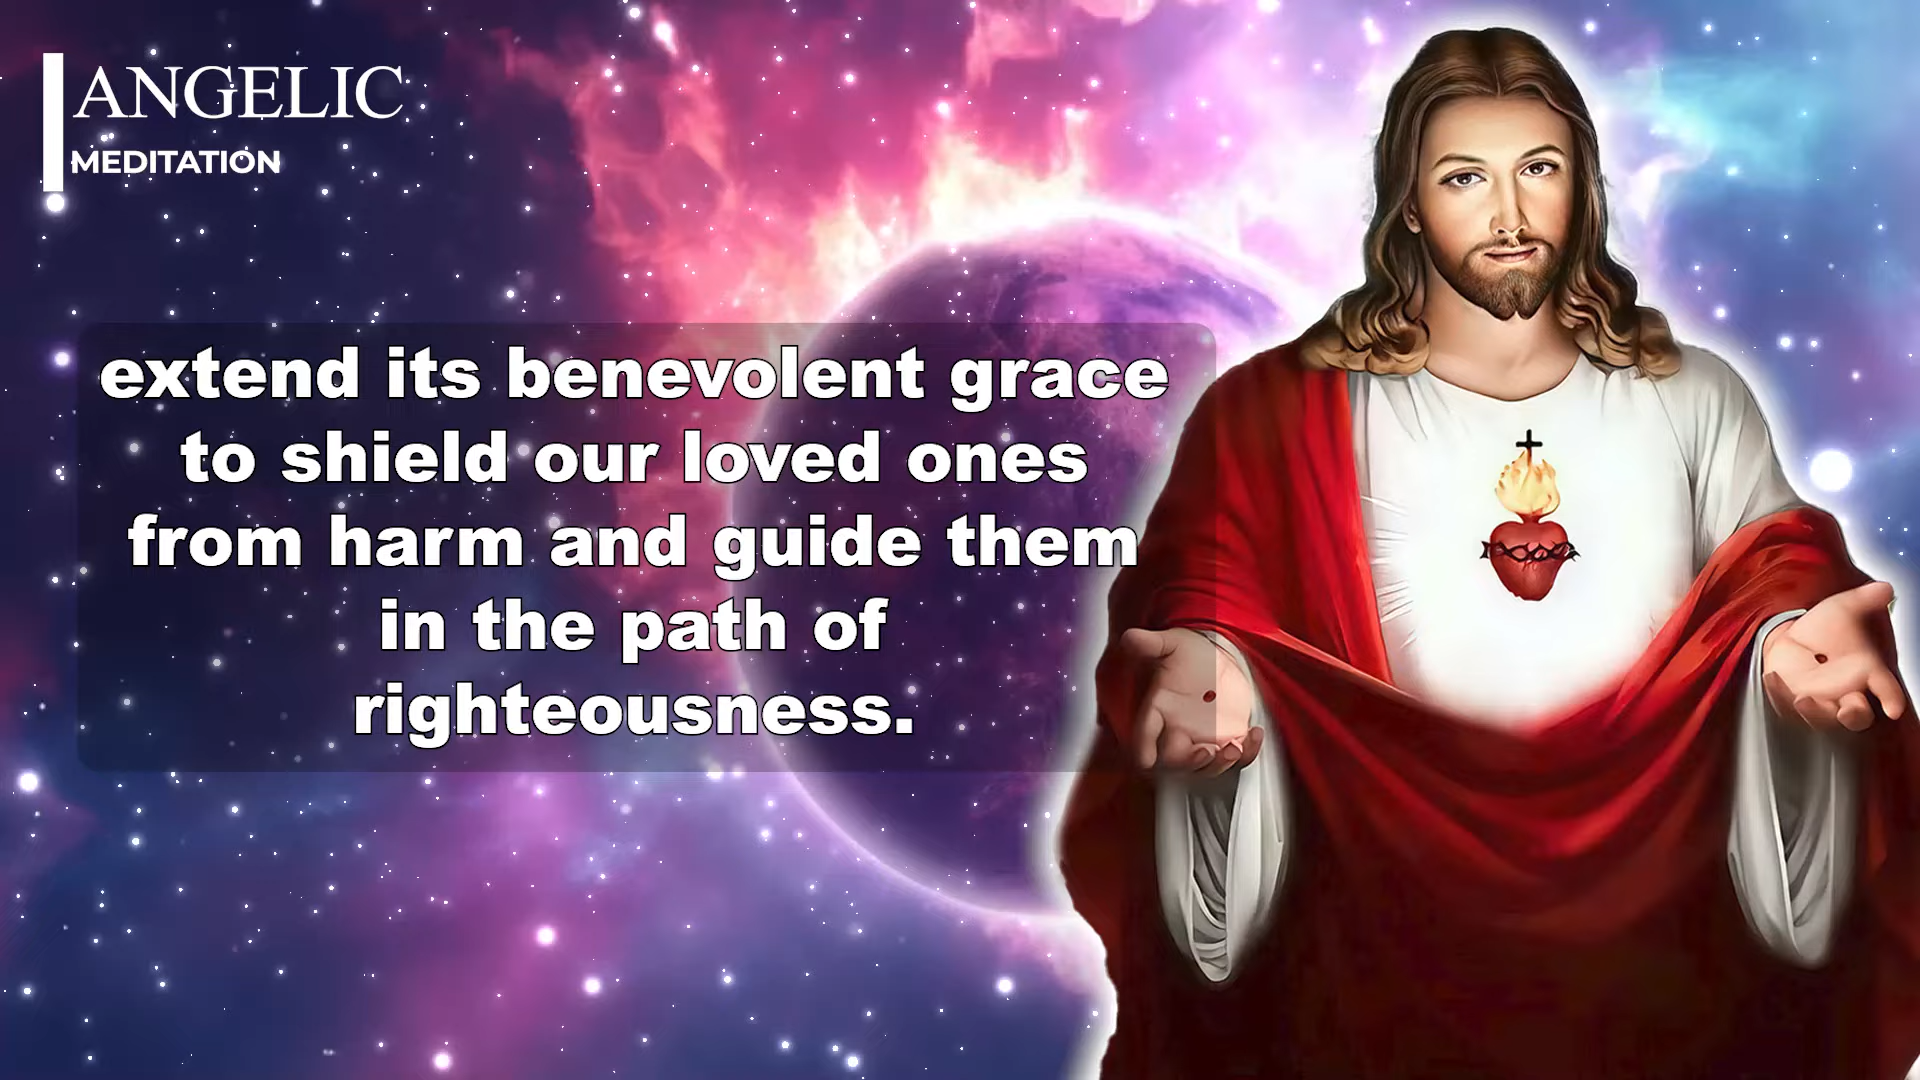 ANGELIC
MEDITATION
extend its benevolent grace
to shield our loved ones
from harm and guide them
in the path of
righteousness.